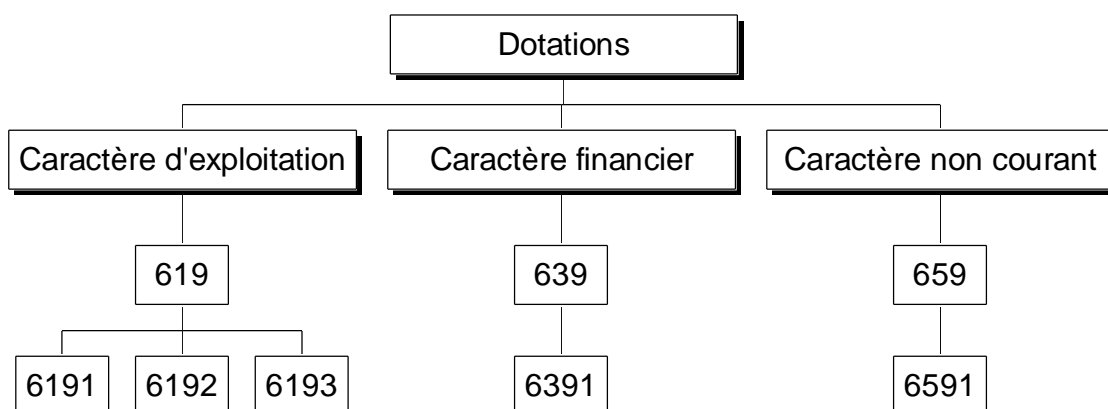 Dotations
Caractère d'exploitation
Caractère financier
Caractère non courant
619
639
659
6191
6192
6193
6391
6591